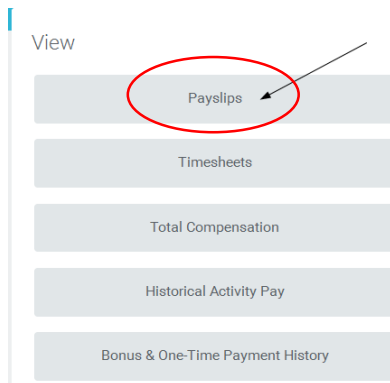 View
Payslips
Timesheets
Total Compensation
Historical Activity Pay
Bonus & One-Time Payment History